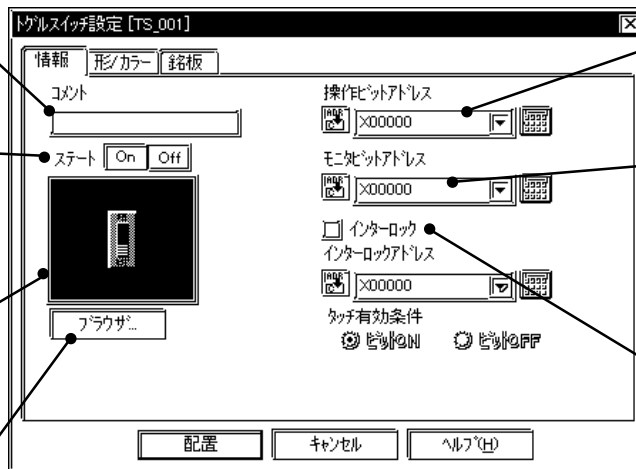 トグルスイッチ設定 [TS_001]
情報 形/カラー 銘板
コメント
ステート On Off
ブラウザ...
操作ビットアドレス
X00000
モニタビットアドレス
X00000
インターロック
インターロックアドレス
X00000
タッチ有効条件
ビットON ビットOFF
配置 キャンセル ヘルプ(H)